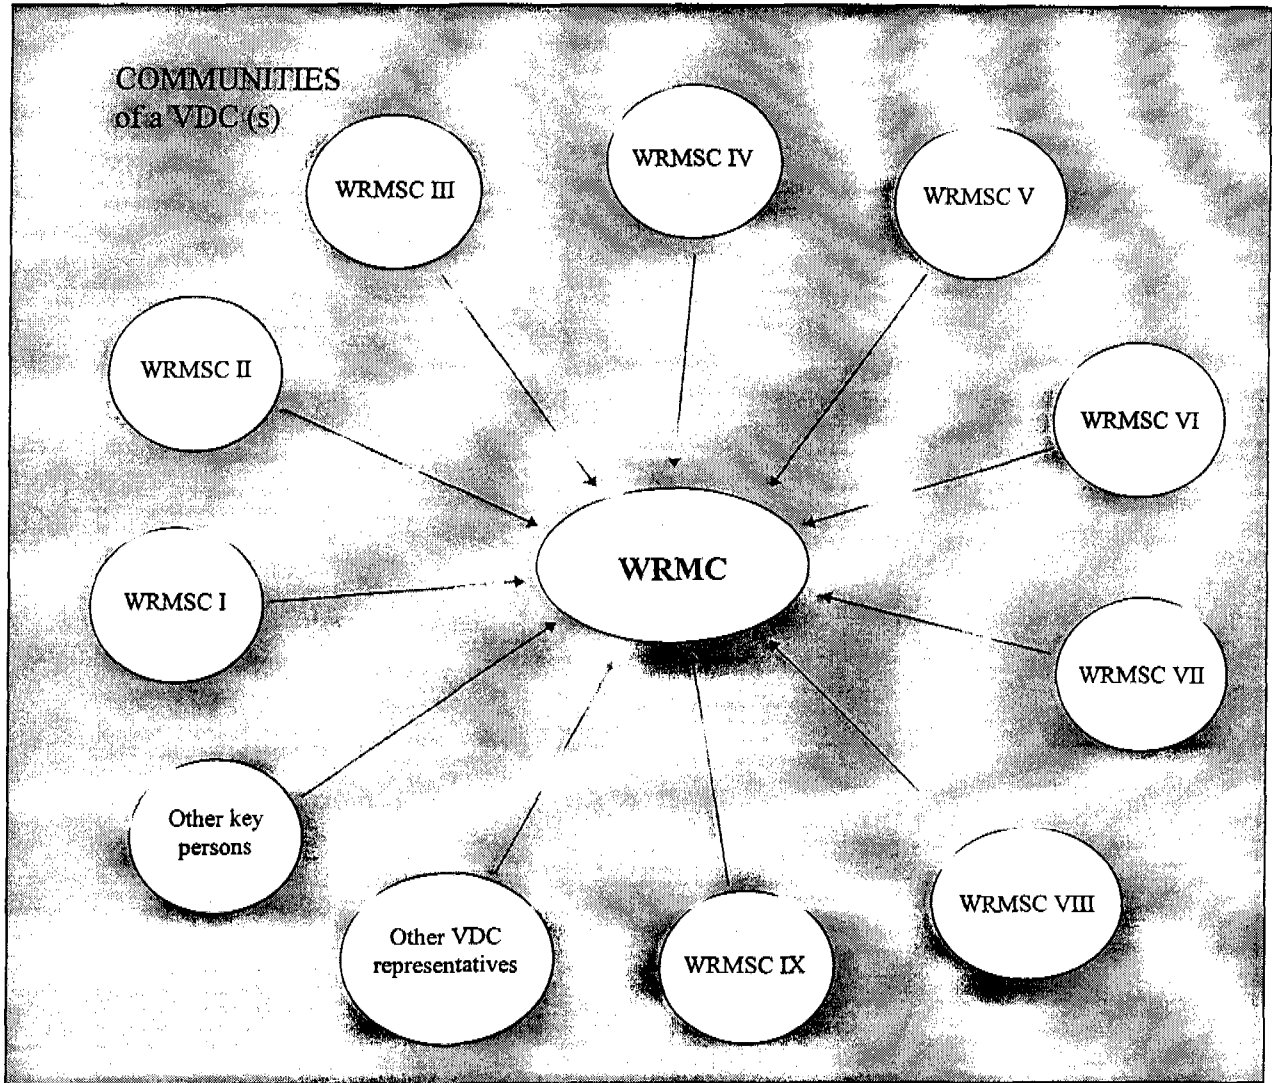 COMMUNITIES
of a VDC (s)
WRMSC III
WRMSC IV
WRMSC V
WRMSC II
WRMSC VI
WRMC
WRMSC I
WRMSC VII
Other key
persons
Other VDC
representatives
WRMSC IX
WRMSC VIII